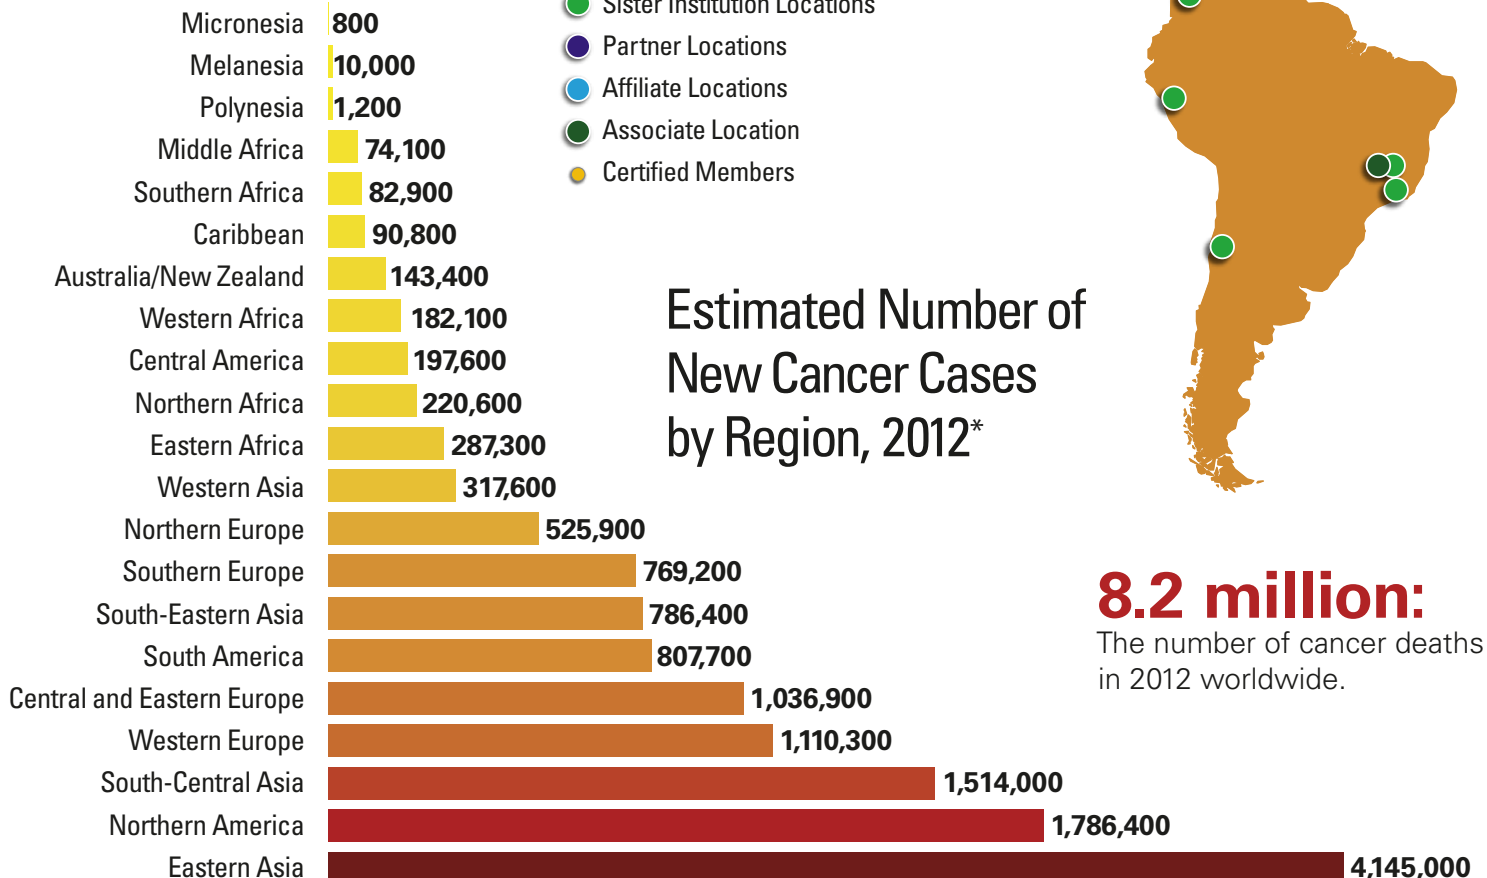 Micronesia 800
Melanesia 10,000
Polynesia 1,200
Middle Africa 74,100
Southern Africa 82,900
Caribbean 90,800
Australia/New Zealand 143,400
Western Africa 182,100
Central America 197,600
Northern Africa 220,600
Eastern Africa 287,300
Western Asia 317,600
Northern Europe 525,900
Southern Europe 769,200
South-Eastern Asia 786,400
South America 807,700
Central and Eastern Europe 1,036,900
Western Europe 1,110,300
South-Central Asia 1,514,000
Northern America 1,786,400
Eastern Asia 4,145,000
Sister Institution Locations
Partner Locations
Affiliate Locations
Associate Location
Certified Members
Estimated Number of
New Cancer Cases
by Region, 2012*
8.2 million:
The number of cancer deaths
in 2012 worldwide.